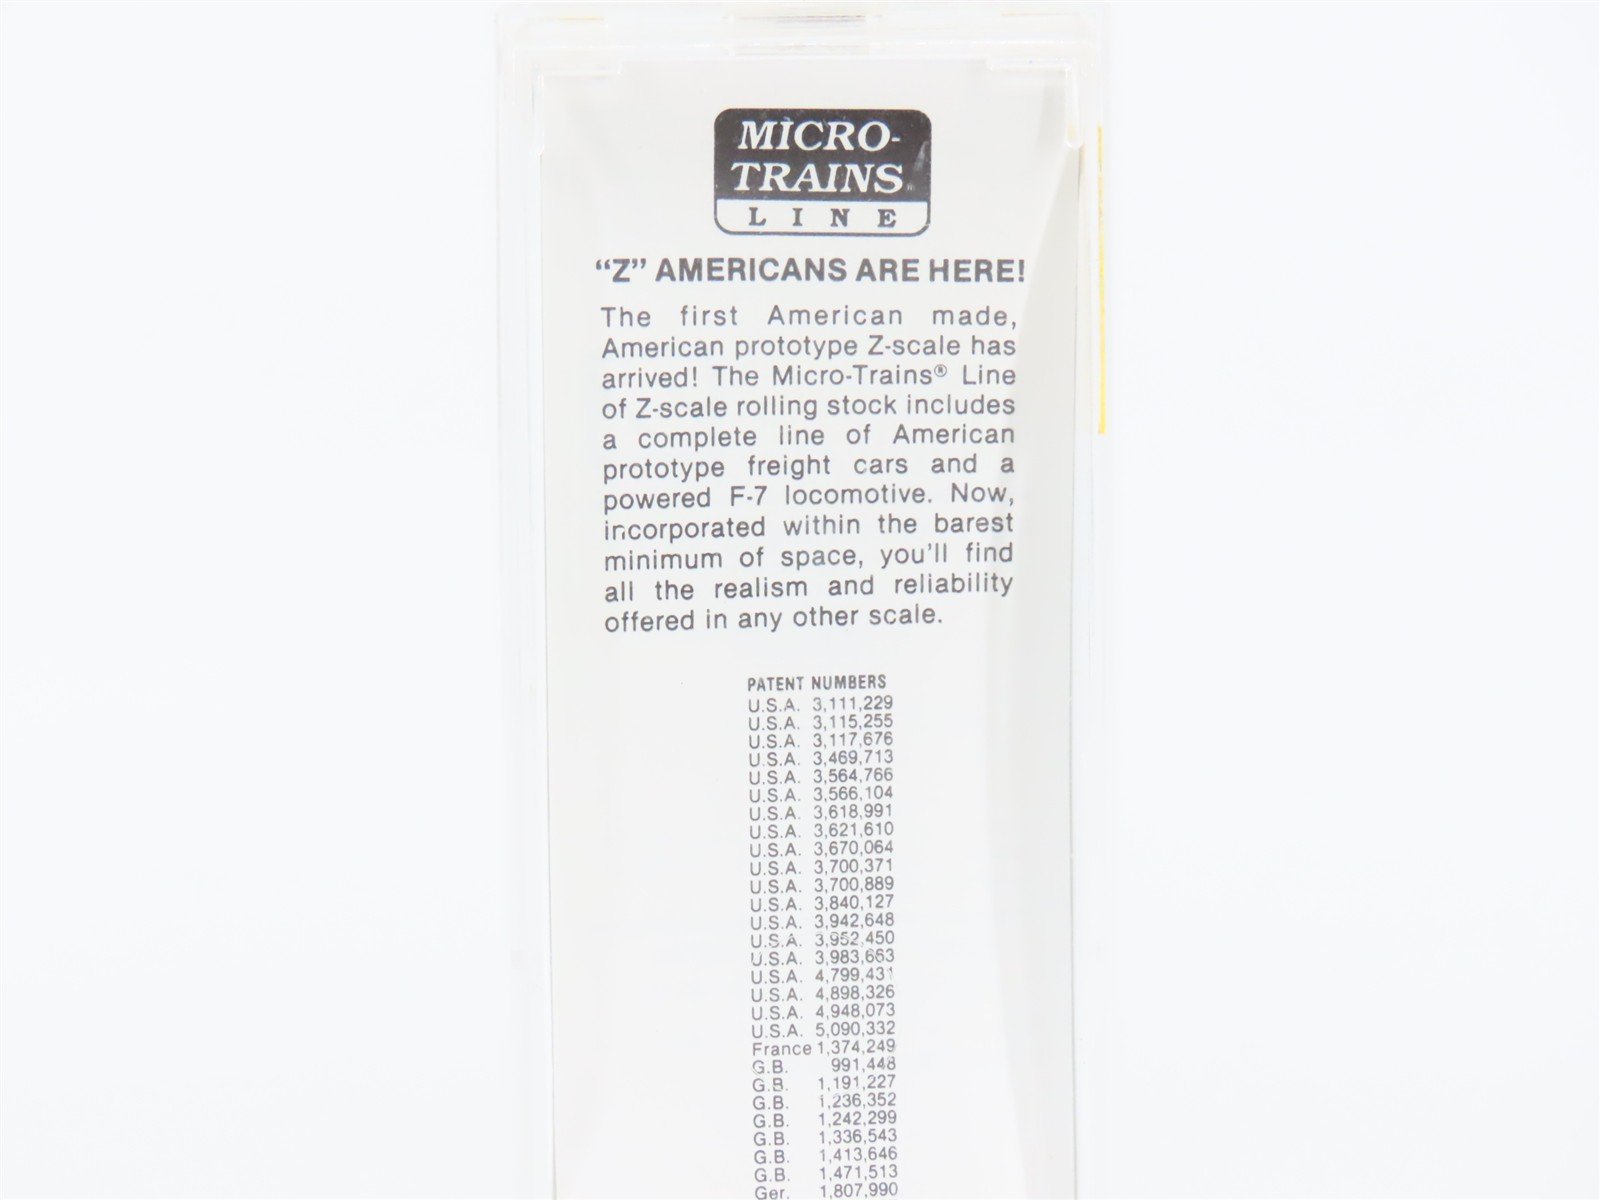 MICRO-
TRAINS®
LINE
“Z” AMERICANS ARE HERE!
The first American made,
American prototype Z-scale has
arrived! The Micro-Trains® Line
of Z-scale rolling stock includes
a complete line of American
prototype freight cars and a
powered F-7 locomotive. Now,
incorporated within the barest
minimum of space, you'll find
all the realism and reliability
offered in any other scale.
PATENT NUMBERS
U.S.A. 3,111,229
U.S.A. 3,115,255
U.S.A. 3,117,676
U.S.A. 3,469,713
U.S.A. 3,564,766
U.S.A. 3,566,104
U.S.A. 3,618,991
U.S.A. 3,621,610
U.S.A. 3,670,064
U.S.A. 3,700,371
U.S.A. 3,700,889
U.S.A. 3,840,127
U.S.A. 3,942,648
U.S.A. 3,952,450
U.S.A. 3,983,663
U.S.A. 4,799,431
U.S.A. 4,898,326
U.S.A. 4,948,073
U.S.A. 5,090,332
France 1,374,249
G.B. 991,448
G.B. 1,191,227
G.B. 1,236,352
G.B. 1,242,299
G.B. 1,336,543
G.B. 1,413,646
G.B. 1,471,513
Ger. 1,807,990